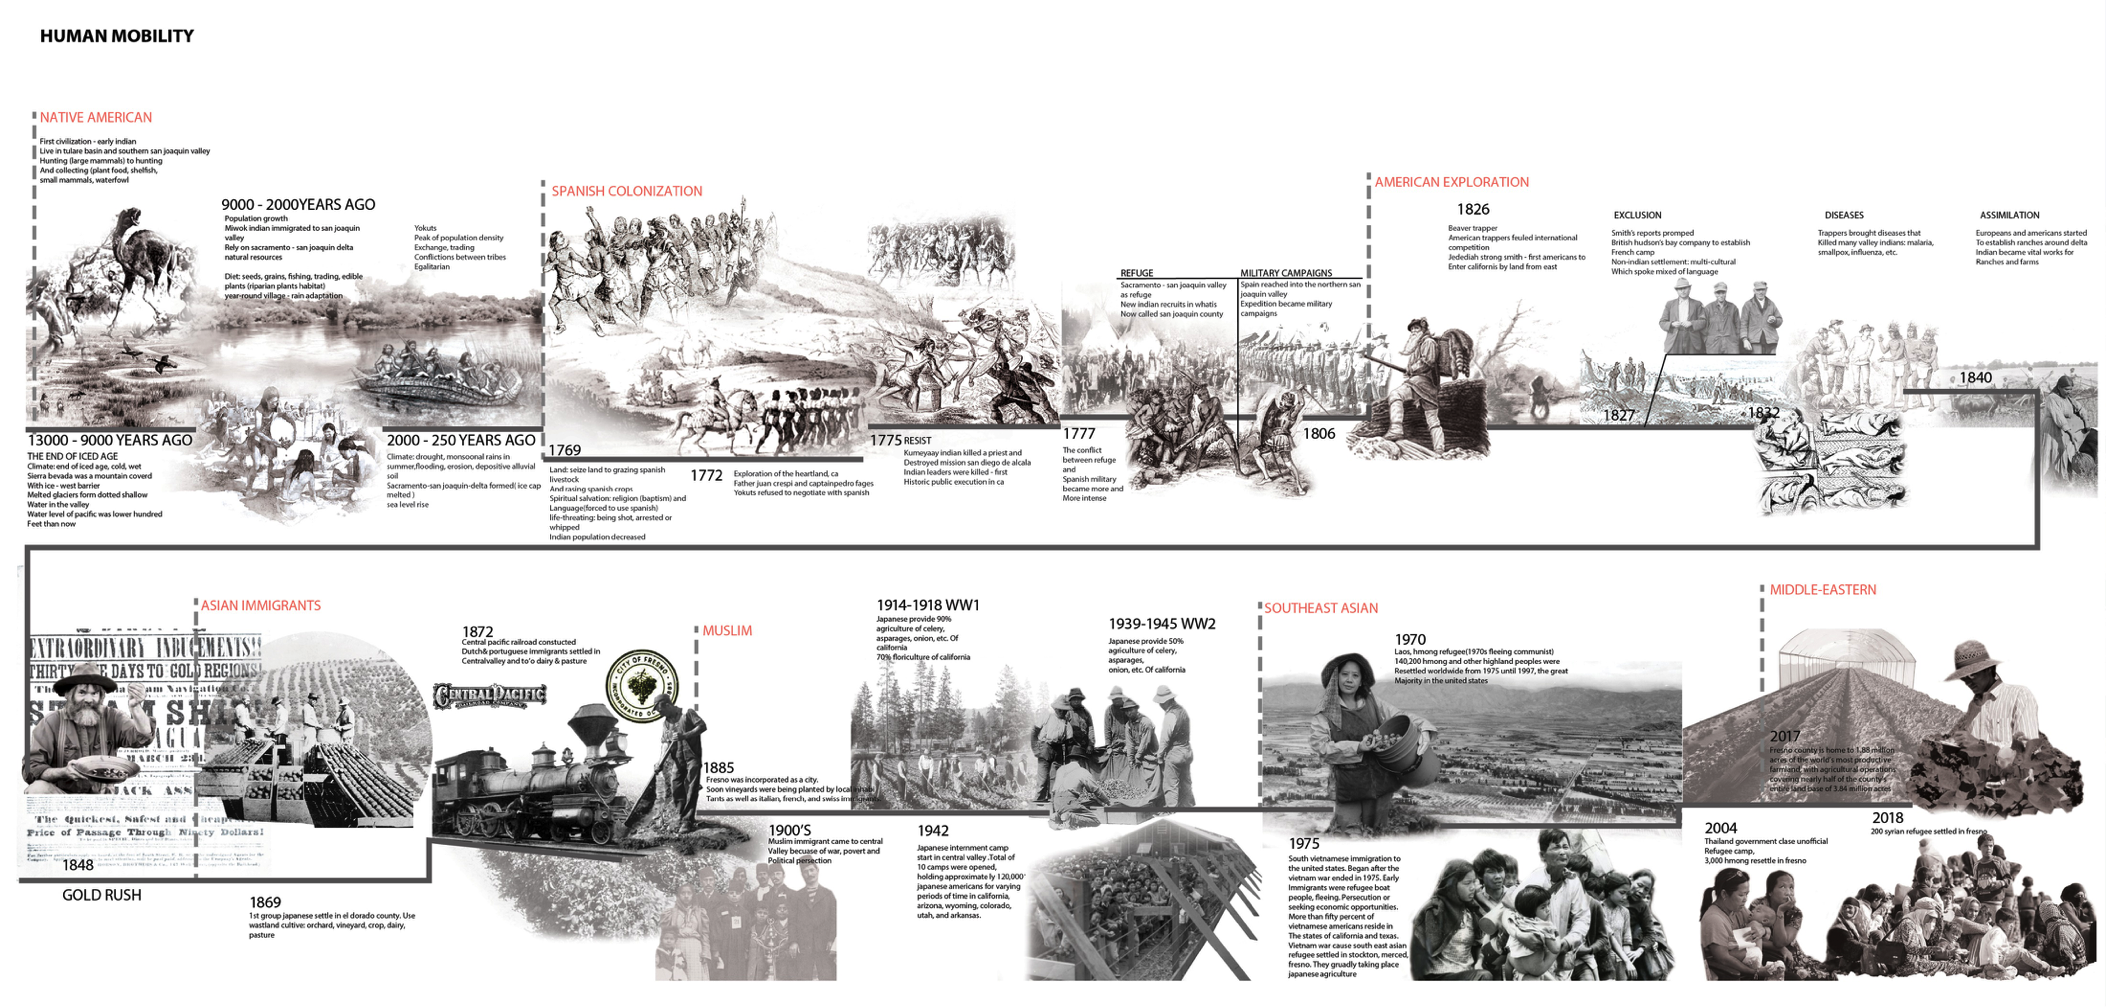 HUMAN MOBILITY
NATIVE AMERICAN
First civilization - early indian
Live in tulare basin and southern san joaquin valley
Hunting (large mammals) to hunting
And collecting (plant food, shelfish,
small mammals, waterfowl
9000 - 2000YEARS AGO
Population growth
Miwok indian immigrated to san joaquin
valley
Rely on sacramento - san joaquin delta
natural resources
Diet: seeds, grains, fishing, trading, edible
plants (riparian plants habitat)
year-round village - rain adaptation
Yokuts
Peak of population density
Exchange, trading
Conflictions between tribes
Egalitarian
13000 - 9000 YEARS AGO
THE END OF ICED AGE
Climate: end of iced age, cold, wet
Sierra bevada was a mountain coverd
With ice - west barrier
Melted glaciers form dotted shallow
Water in the valley
Water level of pacific was lower hundred
Feet than now
2000 - 250 YEARS AGO
Climate: drought, monsoonal rains in
summer,flooding, erosion, depositive alluvial
soil
Sacramento-san joaquin-delta formed( ice cap
melted )
sea level rise
SPANISH COLONIZATION
1769
Land: seize land to grazing spanish
livestock
And rasing spanish crops
Spiritual salvation: religion (baptism) and
Language(forced to use spanish)
life-threating: being shot, arrested or
whipped
Indian population decreased
1772
Exploration of the heartland, ca
Father juan crespi and captainpedro fages
Yokuts refused to negotiate with spanish
1775 RESIST
Kumeyaay indian killed a priest and
Destroyed mission san diego de alcala
Indian leaders were killed - first
Historic public execution in ca
1777
The conflict
between refuge
and
Spanish military
became more and
More intense
REFUGE
Sacramento - san joaquin valley
as refuge
New indian recruits in whatis
Now called san joaquin county
MILITARY CAMPAIGNS
Spain reached into the northern san
joaquin valley
Expedition became military
campaigns
1806
AMERICAN EXPLORATION
1826
Beaver trapper
American trappers feuled international
competition
Jedediah strong smith - first americans to
Enter californis by land from east
EXCLUSION
Smith's reports promped
British hudson's bay company to establish
French camp
Non-indian settlement: multi-cultural
Which spoke mixed of language
1827
DISEASES
Trappers brought diseases that
Killed many valley indians: malaria,
smallpox, influenza, etc.
1832
ASSIMILATION
Europeans and americans started
To establish ranches around delta
Indian became vital works for
Ranches and farms
1840
EXTRAORDINARY INDUCEMENTS!!
DAYS TO GOLD REGIONS
MARCH 23
The Quickest, Safest and Cheap
Price of Passage Through Ninety Dollars!
1848
GOLD RUSH
ASIAN IMMIGRANTS
1869
1st group japanese settle in el dorado county. Use
wastland cultive: orchard, vineyard, crop, dairy,
pasture
1872
Central pacific railroad constucted
Dutch& portuguese immigrants settled in
Centralvalley and to'o dairy & pasture
CENTRAL PACIFIC
RAILROAD COMPANY
CITY OF FRESNO
MUSLIM
1885
Fresno was incorporated as a city.
Soon vineyards were being planted by local inhabi
Tants as well as italian, french, and swiss immigrants
1900'S
Muslim immigrant came to central
Valley becuase of war, povert and
Political persection
1914-1918 WW1
Japanese provide 90%
agriculture of celery,
asparages, onion, etc. Of
california
70% floriculture of california
1942
Japanese internment camp
start in central valley .Total of
10 camps were opened,
holding approximate ly 120,000
japanese americans for varying
periods of time in california,
arizona, wyoming, colorado,
utah, and arkansas.
1939-1945 WW2
Japanese provide 50%
agriculture of celery,
asparages,
onion, etc. Of california
SOUTHEAST ASIAN
1970
Laos, hmong refugee(1970s fleeing communist)
140,200 hmong and other highland peoples were
Resettled worldwide from 1975 until 1997, the great
Majority in the united states
1975
South vietnamese immigration to
the united states. Began after the
vietnam war ended in 1975. Early
Immigrants were refugee boat
people, fleeing. Persecution or
seeking economic opportunities.
More than fifty percent of
vietnamese americans reside in
The states of california and texas.
Vietnam war cause south east asian
refugee settled in stockton, merced,
fresno. They gruadly taking place
japanese agriculture
MIDDLE-EASTERN
2017
Fresno county is home to 1.88 million
acres of the world's most productive
farmland, with agricultural operations
covering nearly half of the county's
entire land base of 3.84 million acres
2004
Thailand government clase unofficial
Refugee camp,
3,000 hmong resettle in fresno
2018
200 syrian refugee settled in fresno